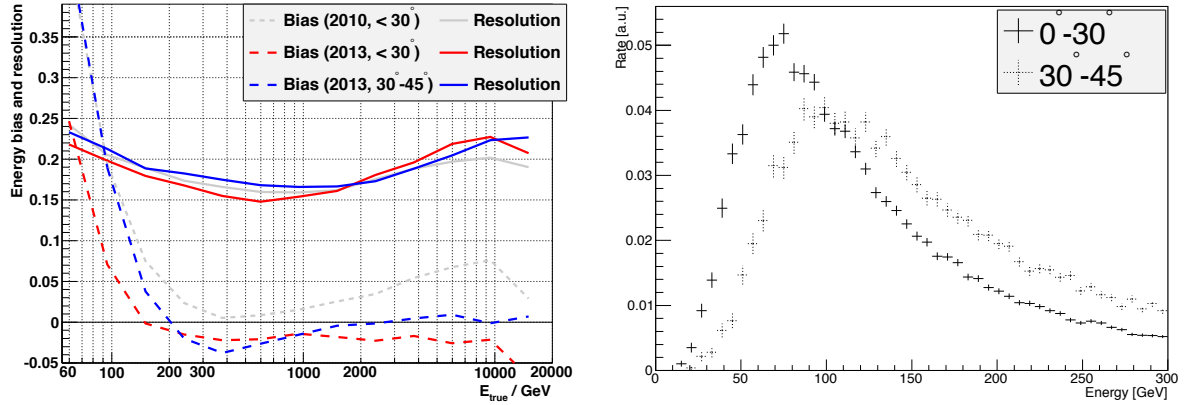 Energy bias and resolution
0.35
0.3
0.25
0.2
0.15
0.1
0.05
0
-0.05
Bias (2010, < 30°) Resolution
Bias (2013, < 30°) Resolution
Bias (2013, 30°-45°) Resolution
60 100 200 300 1000 2000 10000 20000
E_true / GeV
Rate [a.u.]
0.05
0.04
0.03
0.02
0.01
0
0°-30°
30°-45°
0 50 100 150 200 250 300
Energy [GeV]